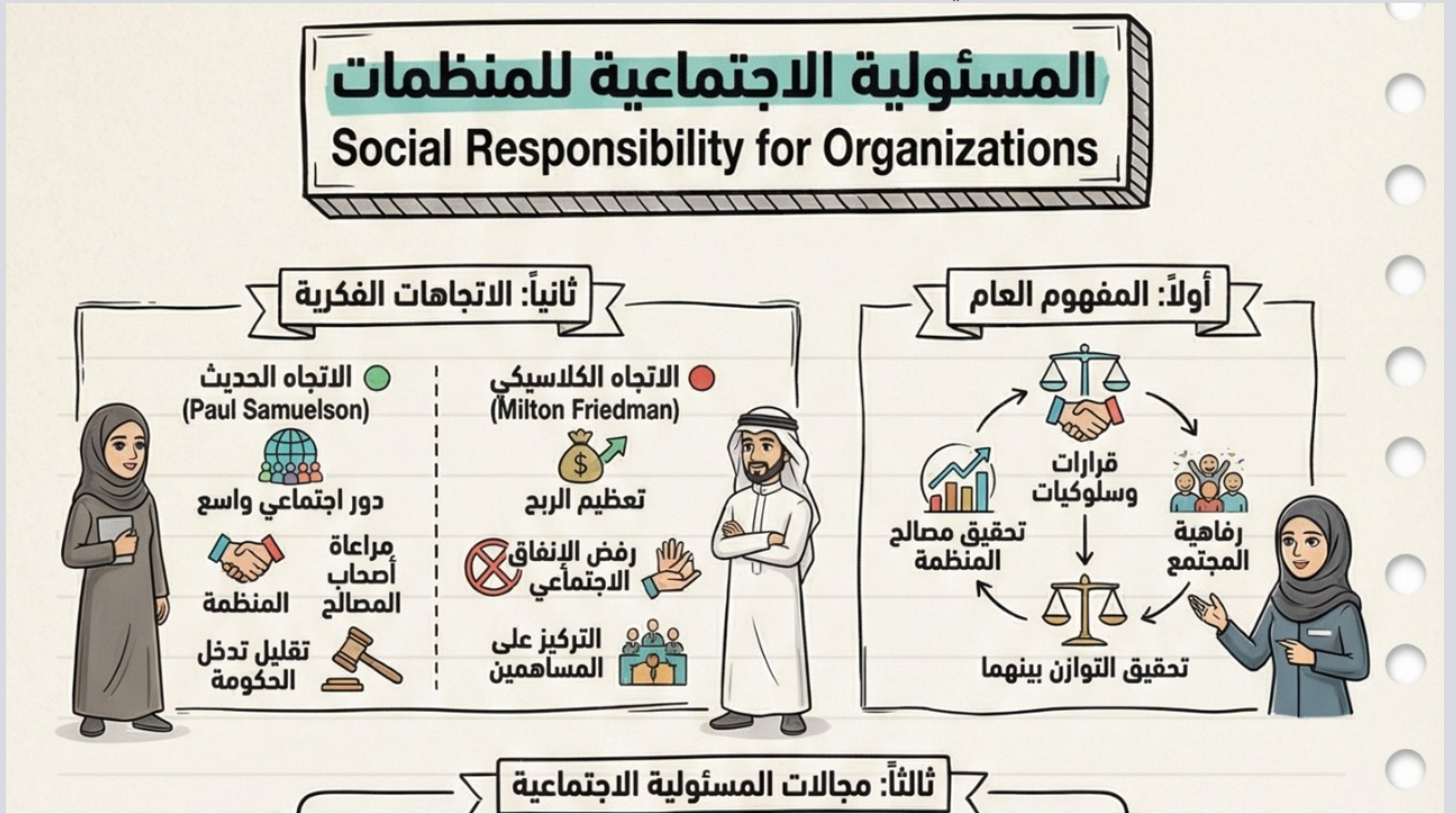 المسئولية الاجتماعية للمنظمات
Social Responsibility for Organizations
أولاً: المفهوم العام
قرارات
وسلوكيات
رفاهية
المجتمع
تحقيق مصالح
المنظمة
تحقيق التوازن بينهما
ثانياً: الاتجاهات الفكرية
الاتجاه الكلاسيكي
(Milton Friedman)
$
تعظيم الربح
رفض الإنفاق
الاجتماعي
التركيز على
المساهمين
الاتجاه الحديث
(Paul Samuelson)
دور اجتماعي واسع
مراعاة
أصحاب
المصالح
المنظمة
تقليل تدخل
الحكومة
ثالثاً: مجالات المسئولية الاجتماعية